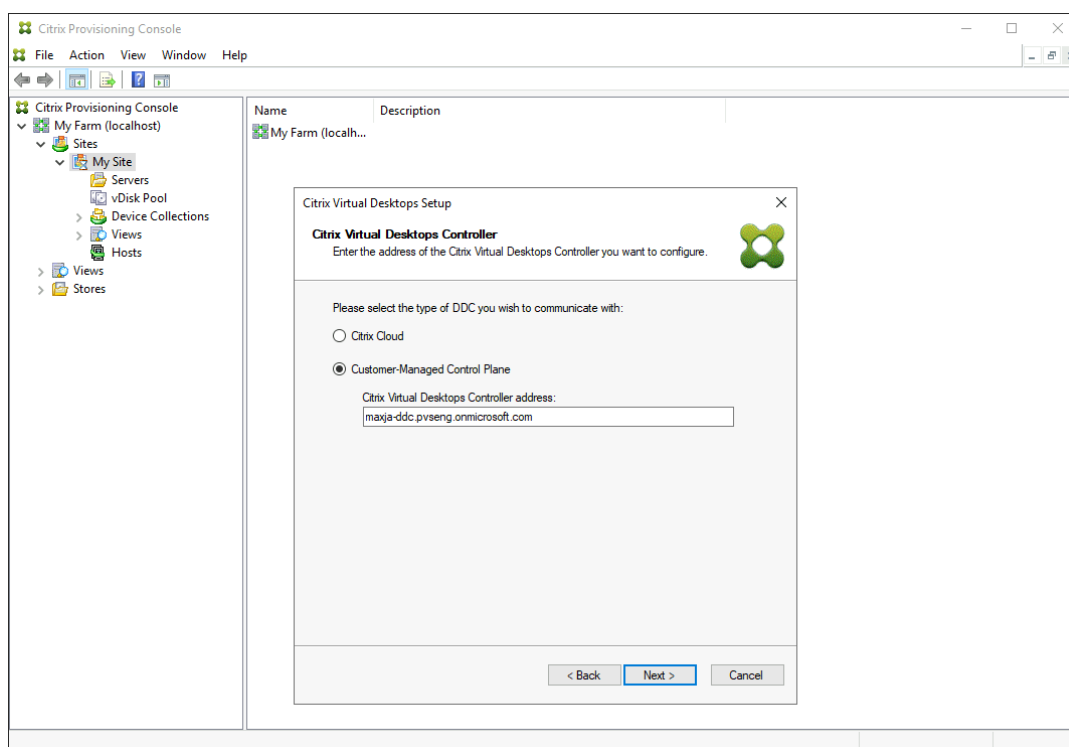 Citrix Provisioning Console
File Action View Window Help
Citrix Provisioning Console
My Farm (localhost)
Sites
My Site
Servers
vDisk Pool
Device Collections
Views
Hosts
Views
Stores
Name Description
My Farm (localh...
Citrix Virtual Desktops Setup
Citrix Virtual Desktops Controller
Enter the address of the Citrix Virtual Desktops Controller you want to configure.
Please select the type of DDC you wish to communicate with:
Citrix Cloud
Customer-Managed Control Plane
Citrix Virtual Desktops Controller address:
maxja-ddc.pvseng.onmicrosoft.com
< Back Next > Cancel